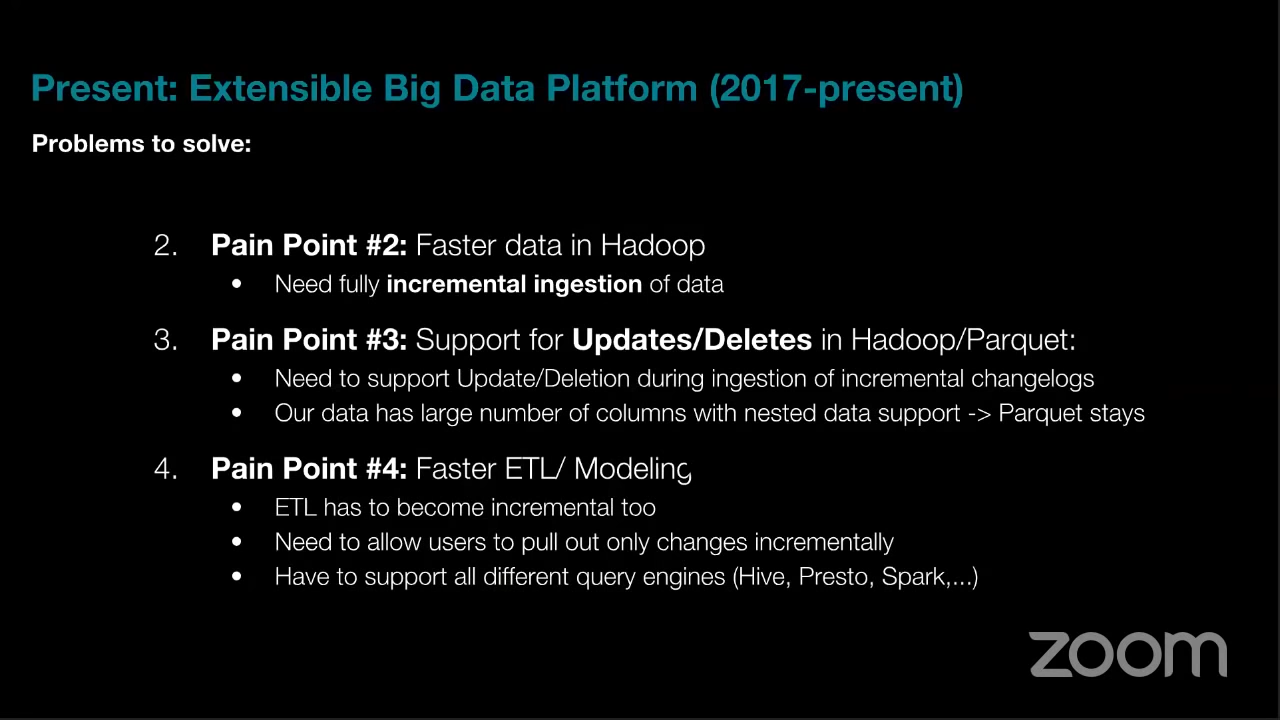 Present: Extensible Big Data Platform (2017-present)
Problems to solve:
2. Pain Point #2: Faster data in Hadoop
• Need fully incremental ingestion of data
3. Pain Point #3: Support for Updates/Deletes in Hadoop/Parquet:
• Need to support Update/Deletion during ingestion of incremental changelogs
• Our data has large number of columns with nested data support -> Parquet stays
4. Pain Point #4: Faster ETL/ Modeling
• ETL has to become incremental too
• Need to allow users to pull out only changes incrementally
• Have to support all different query engines (Hive, Presto, Spark,...)
zoom